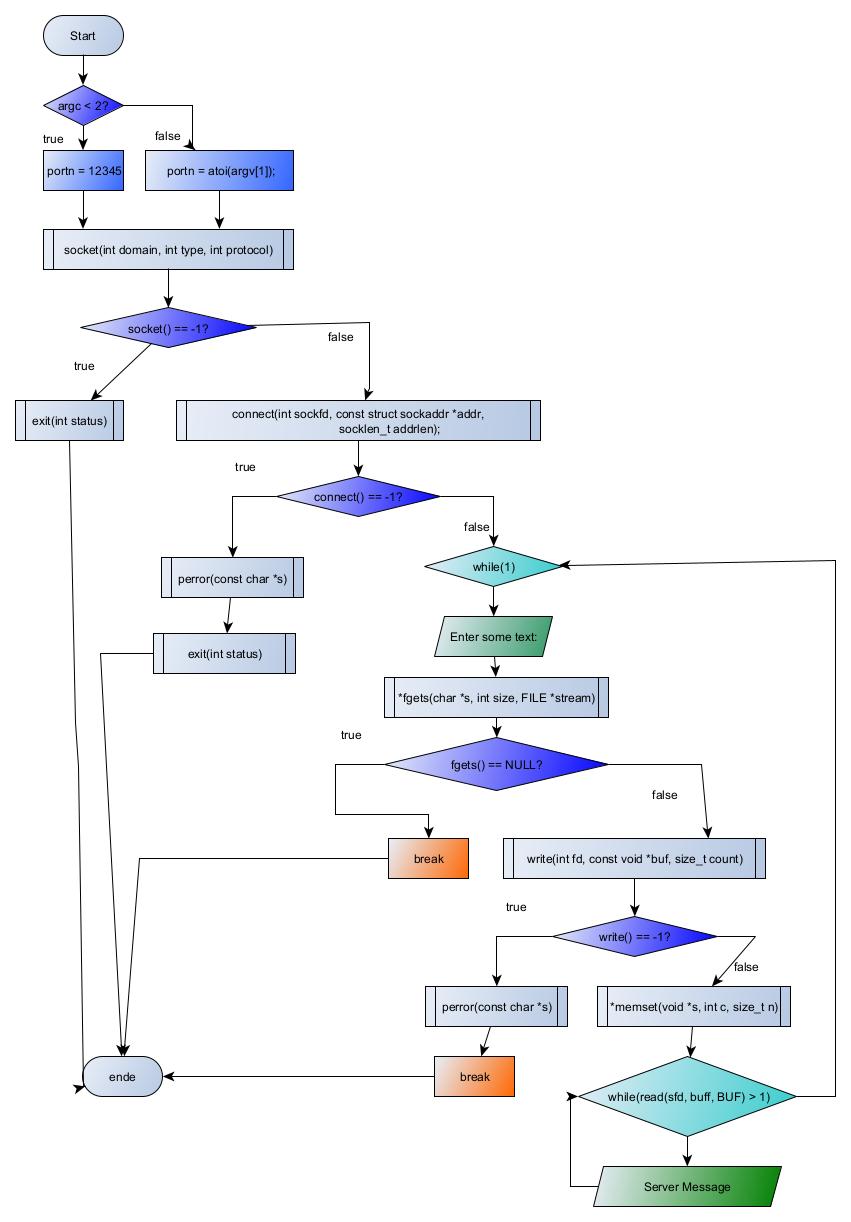 Start
argc < 2?
true
false
portn = 12345
portn = atoi(argv[1]);
socket(int domain, int type, int protocol)
socket() == -1?
false
true
exit(int status)
connect(int sockfd, const struct sockaddr *addr,
socklen_t addrlen);
true
connect() == -1?
false
while(1)
perror(const char *s)
Enter some text:
exit(int status)
*fgets(char *s, int size, FILE *stream)
true
fgets() == NULL?
false
break
write(int fd, const void *buf, size_t count)
true
write() == -1?
false
perror(const char *s)
*memset(void *s, int c, size_t n)
ende
break
while(read(sfd, buff, BUF) > 1)
Server Message